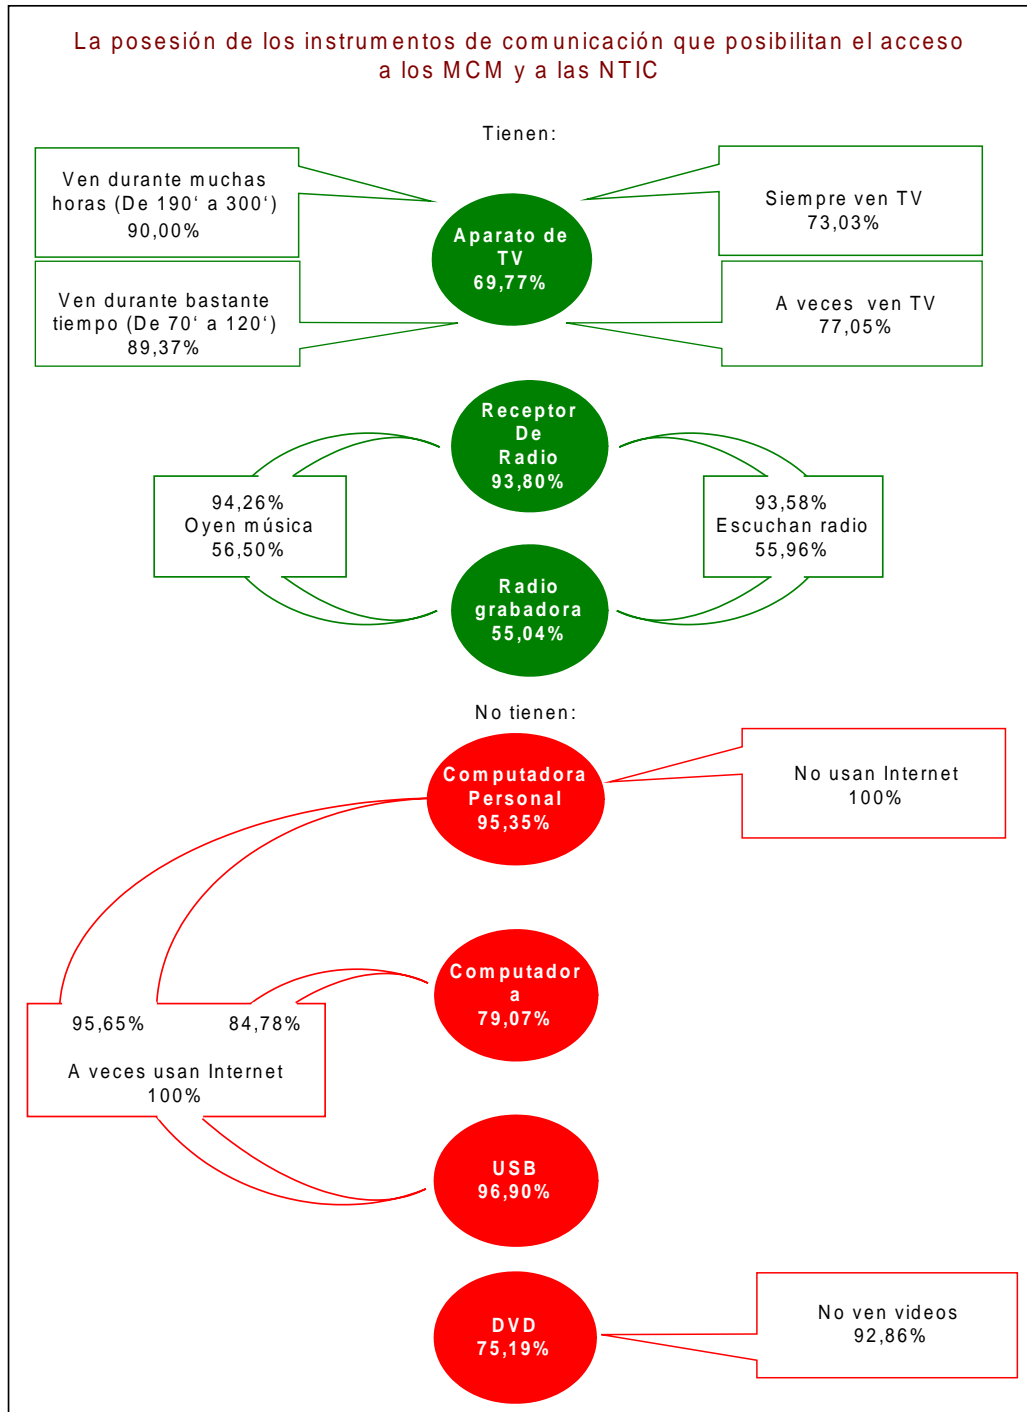 La posesión de los instrumentos de comunicación que posibilitan el acceso
a los MCM y a las NTIC
Tienen:
Ven durante muchas
horas (De 190‘ a 300‘)
90,00%
Siempre ven TV
73,03%
Aparato de
TV
69,77%
Ven durante bastante
tiempo (De 70‘ a 120‘)
89,37%
A veces ven TV
77,05%
Receptor
De
Radio
93,80%
94,26%
Oyen música
56,50%
93,58%
Escuchan radio
55,96%
Radio
grabadora
55,04%
No tienen:
Computadora
Personal
95,35%
No usan Internet
100%
Computador
a
79,07%
95,65% 84,78%
A veces usan Internet
100%
USB
96,90%
DVD
75,19%
No ven videos
92,86%